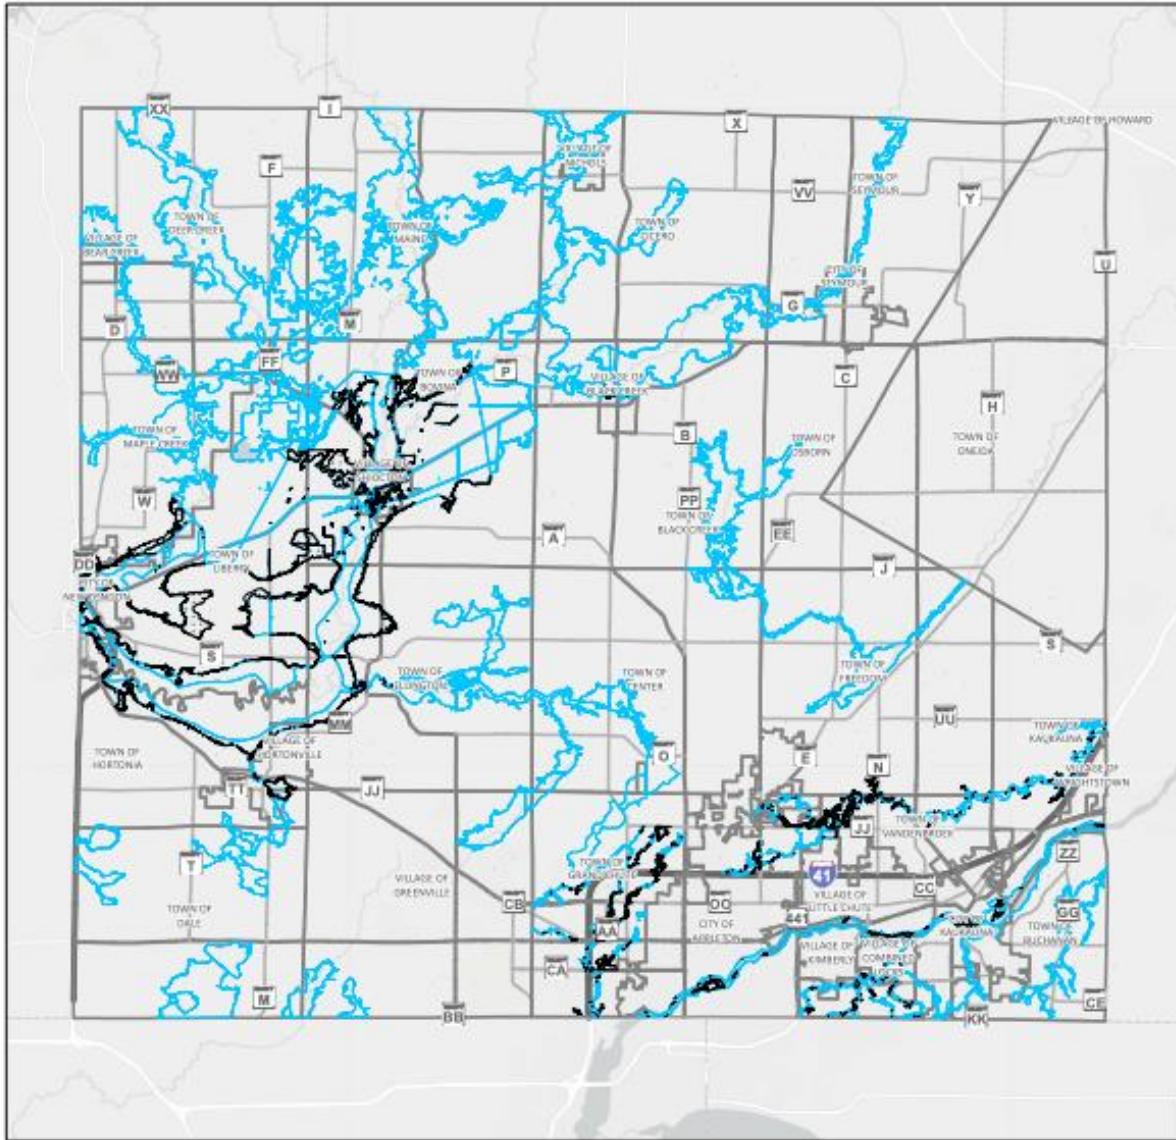 XX
I
X
VILLAGE OF HOWARD
VILLAGE OF
NICHOLS
F
TOWN OF
SEYMOUR
VV
Y
TOWN OF
DEER CREEK
TOWN OF
MAINE
TOWN OF
CICERO
VILLAGE OF
BEAR CREEK
U
CITY OF
SEYMOUR
G
D
M
FF
WW
P
TOWN OF
BOVINA
VILLAGE OF
BLACK CREEK
C
H
TOWN OF
MAPLE CREEK
B
TOWN OF
OSBORN
TOWN OF
ONEIDA
VILLAGE OF
SHIOCTON
W
PP
TOWN OF
BLACK CREEK
EE
A
DD
TOWN OF
LIBERTY
J
CITY OF
NEW LONDON
S
S
TOWN OF
ELLINGTON
TOWN OF
CENTER
TOWN OF
FREEDOM
MM
UU
TOWN OF
KAUKAUNA
TOWN OF
HORTONIA
VILLAGE OF
HORTONVILLE
O
E
N
VILLAGE OF
WRIGHTSTOWN
TT
JJ
JJ
TOWN OF
VANDENBROEK
T
TOWN OF
GRAND CHUTE
41
ZZ
VILLAGE OF
GREENVILLE
CC
CB
OO
VILLAGE OF
LITTLE CHUTE
TOWN OF
DALE
AA
CITY OF
APPLETON
441
CITY OF
KAUKAUNA
GG
TOWN OF
BUCHANAN
VILLAGE OF
KIMBERLY
VILLAGE OF
COMBINED
LOCKS
CA
M
BB
KK
CE